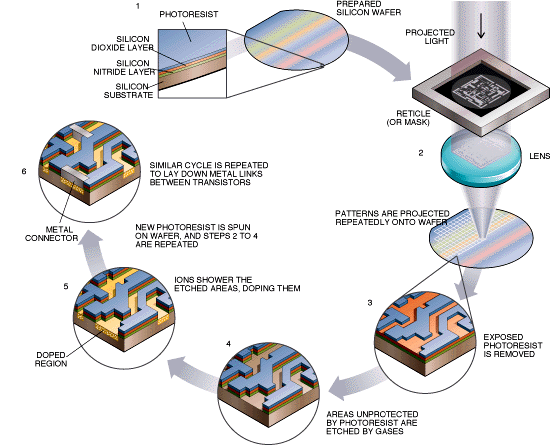 1
PHOTORESIST
SILICON
DIOXIDE LAYER
SILICON
NITRIDE LAYER
SILICON
SUBSTRATE
PREPARED
SILICON WAFER
PROJECTED
LIGHT
RETICLE
(OR MASK)
2
LENS
PATTERNS ARE PROJECTED
REPEATEDLY ONTO WAFER
3
EXPOSED
PHOTORESIST
IS REMOVED
4
AREAS UNPROTECTED
BY PHOTORESIST ARE
ETCHED BY GASES
5
IONS SHOWER THE
ETCHED AREAS, DOPING THEM
DOPED
REGION
NEW PHOTORESIST IS SPUN
ON WAFER, AND STEPS 2 TO 4
ARE REPEATED
6
SIMILAR CYCLE IS REPEATED
TO LAY DOWN METAL LINKS
BETWEEN TRANSISTORS
METAL
CONNECTOR